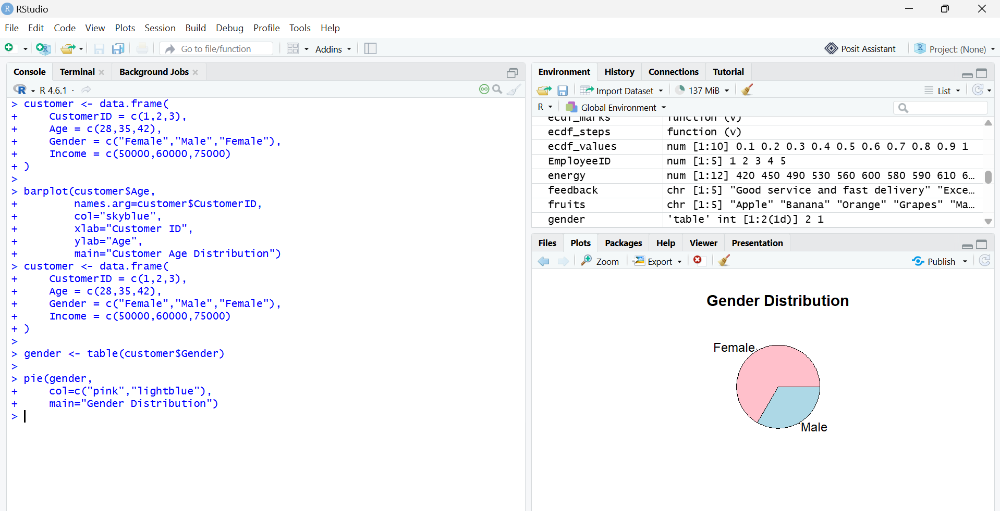 RStudio
File Edit Code View Plots Session Build Debug Profile Tools Help
Go to file/function Addins Posit Assistant Project: (None)
Console Terminal Background Jobs
R 4.6.1 ·
> customer <- data.frame(
+     CustomerID = c(1,2,3),
+     Age = c(28,35,42),
+     Gender = c("Female","Male","Female"),
+     Income = c(50000,60000,75000)
+ )
>
> barplot(customer$Age,
+         names.arg=customer$CustomerID,
+         col="skyblue",
+         xlab="Customer ID",
+         ylab="Age",
+         main="Customer Age Distribution")
> customer <- data.frame(
+     CustomerID = c(1,2,3),
+     Age = c(28,35,42),
+     Gender = c("Female","Male","Female"),
+     Income = c(50000,60000,75000)
+ )
>
> gender <- table(customer$Gender)
>
> pie(gender,
+     col=c("pink","lightblue"),
+     main="Gender Distribution")
>
Environment History Connections Tutorial
Import Dataset 137 MiB List
R Global Environment
ecdf_marks function (v)
ecdf_steps function (v)
ecdf_values num [1:10] 0.1 0.2 0.3 0.4 0.5 0.6 0.7 0.8 0.9 1
EmployeeID num [1:5] 1 2 3 4 5
energy num [1:12] 420 450 490 530 560 600 580 590 610 6…
feedback chr [1:5] "Good service and fast delivery" "Exce…
fruits chr [1:5] "Apple" "Banana" "Orange" "Grapes" "Ma…
gender 'table' int [1:2(1d)] 2 1
Files Plots Packages Help Viewer Presentation
Zoom Export Publish
Gender Distribution
Female
Male